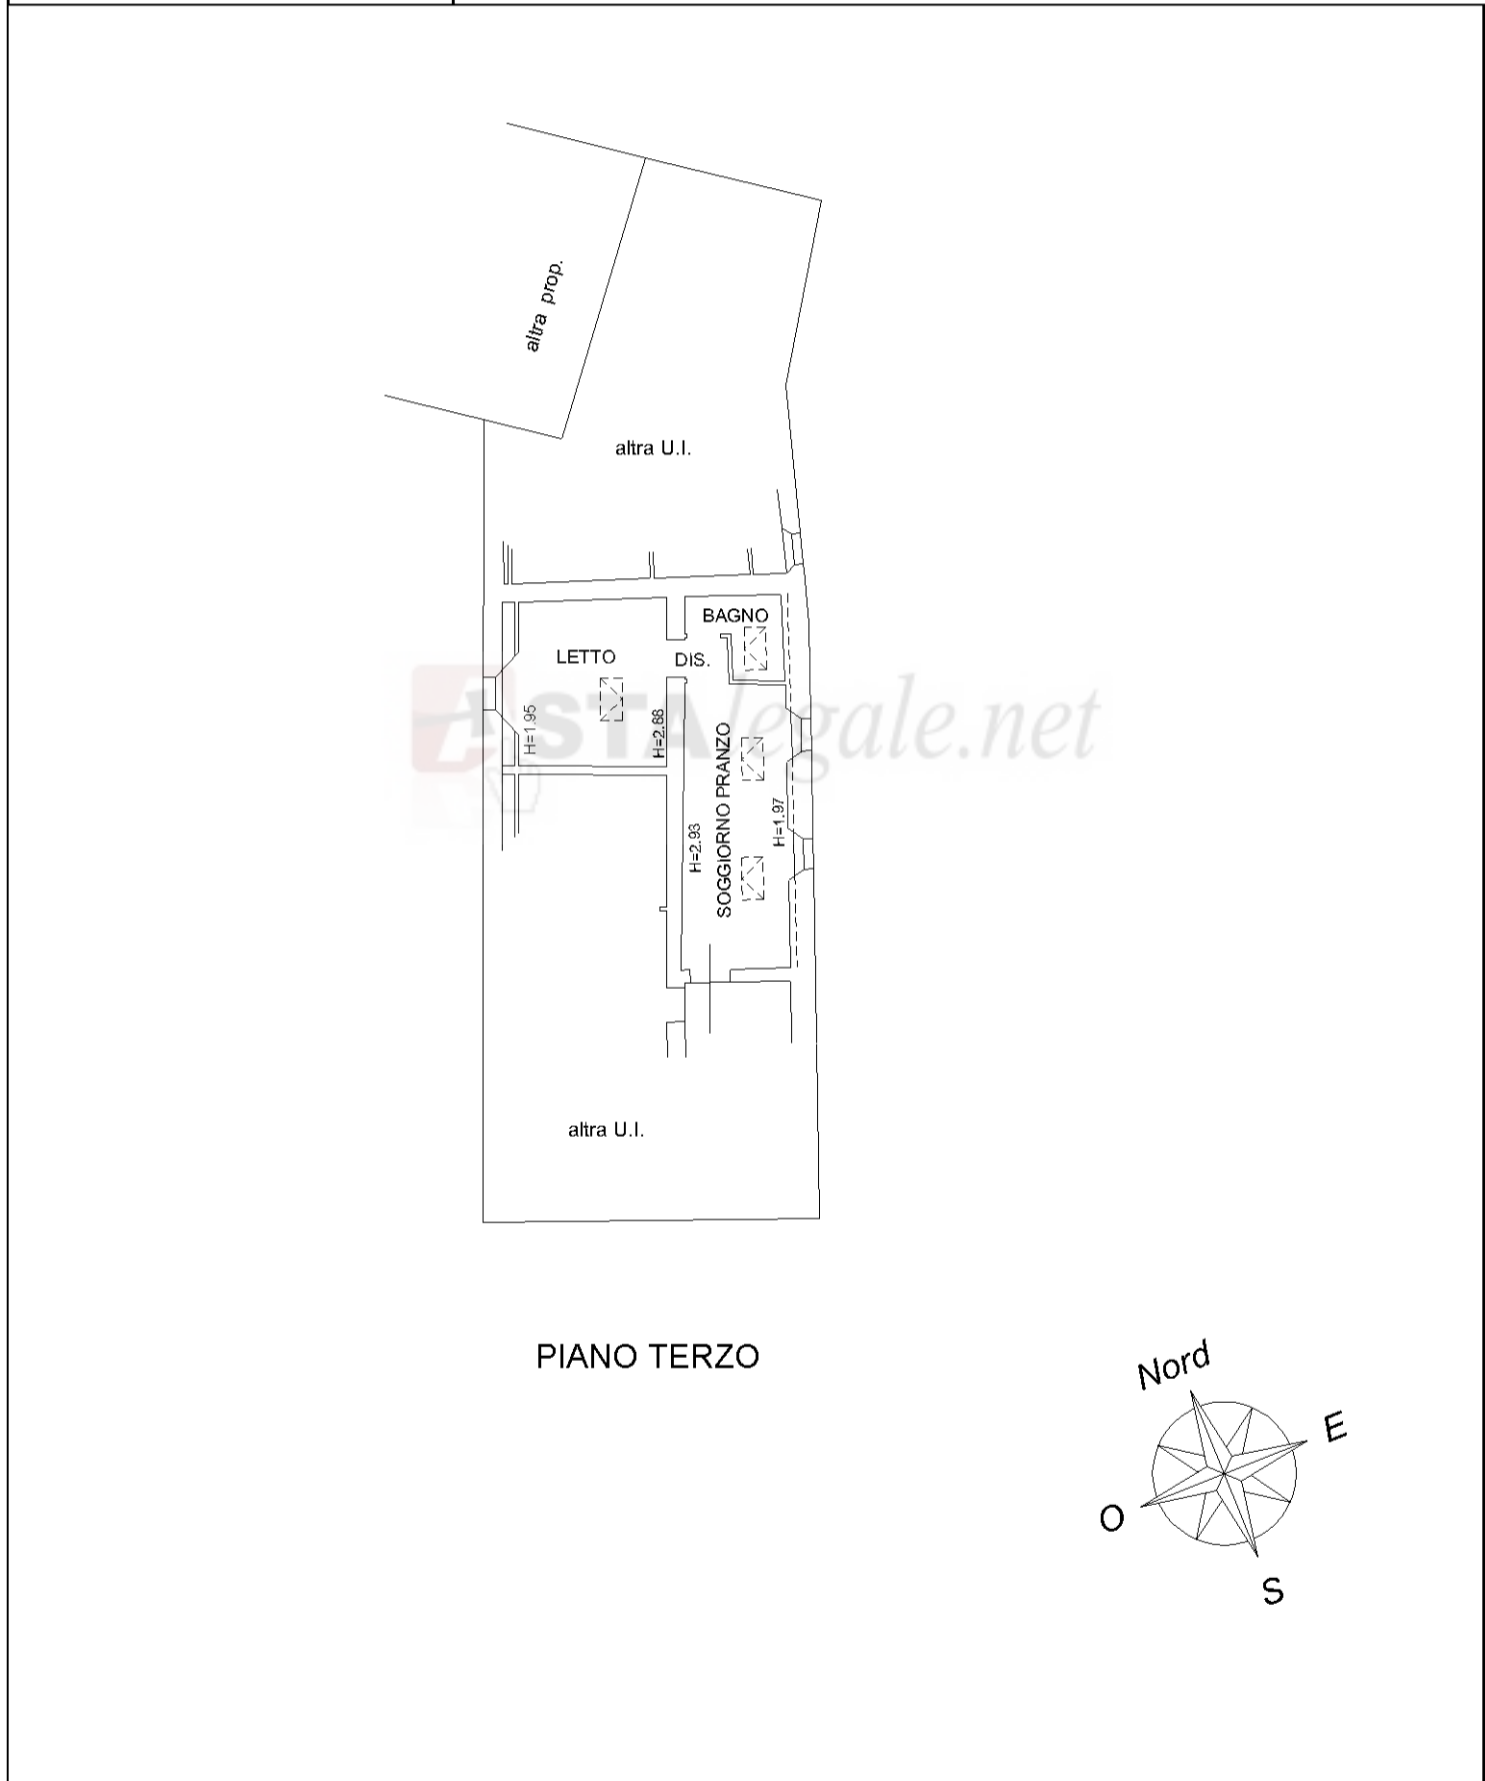 altra prop.
altra U.I.
BAGNO
LETTO
DIS.
ASTAlegale.net
H=1.95
H=2.68
SOGGIORNO PRANZO
H=1.97
H=2.93
altra U.I.
PIANO TERZO
Nord
E
O
S